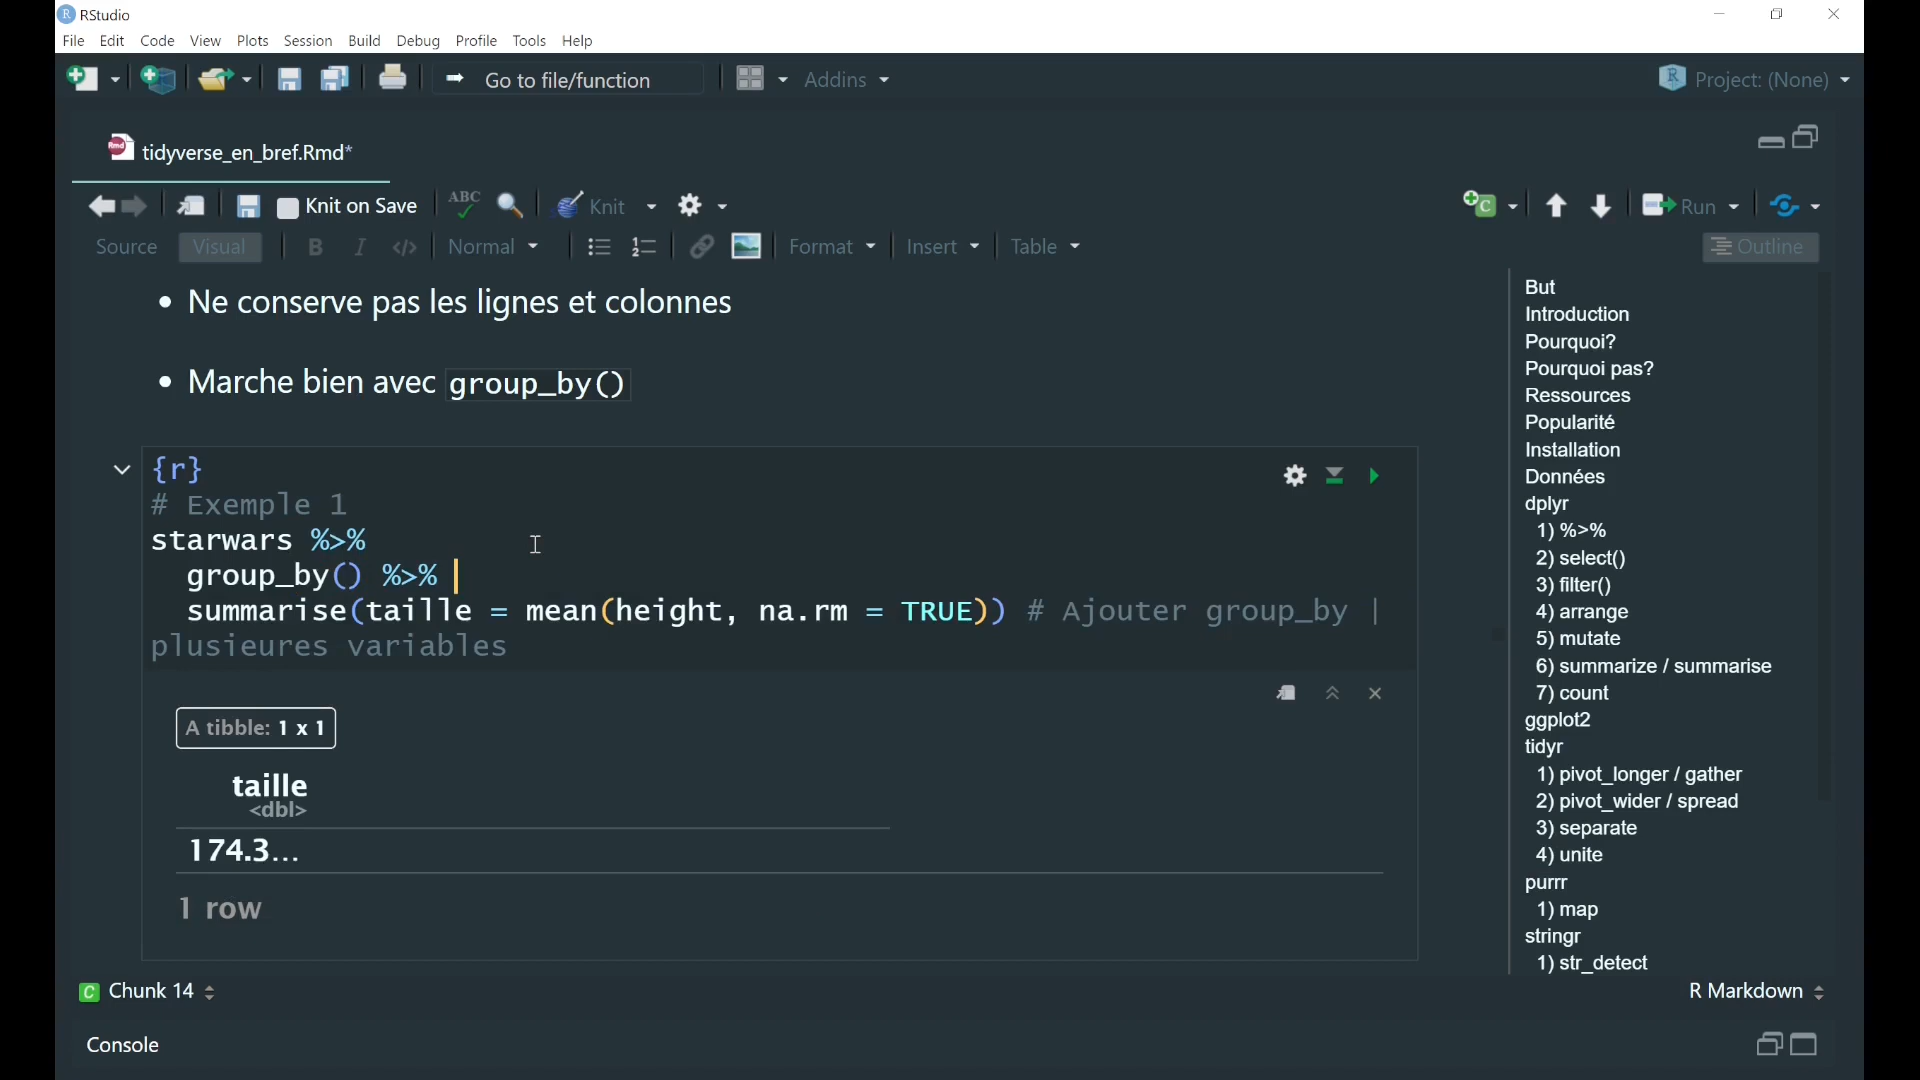 RStudio
File Edit Code View Plots Session Build Debug Profile Tools Help
Go to file/function Addins Project: (None)
tidyverse_en_bref.Rmd*
Knit on Save ABC Knit Run
Source Visual B I </> Normal Format Insert Table Outline
• Ne conserve pas les lignes et colonnes
• Marche bien avec group_by()
{r}
# Exemple 1
starwars %>%
group_by() %>%
summarise(taille = mean(height, na.rm = TRUE)) # Ajouter group_by |
plusieures variables
A tibble: 1 x 1
taille
<dbl>
174.3...
1 row
But
Introduction
Pourquoi?
Pourquoi pas?
Ressources
Popularité
Installation
Données
dplyr
1) %>%
2) select()
3) filter()
4) arrange
5) mutate
6) summarize / summarise
7) count
ggplot2
tidyr
1) pivot_longer / gather
2) pivot_wider / spread
3) separate
4) unite
purrr
1) map
stringr
1) str_detect
C Chunk 14 R Markdown
Console